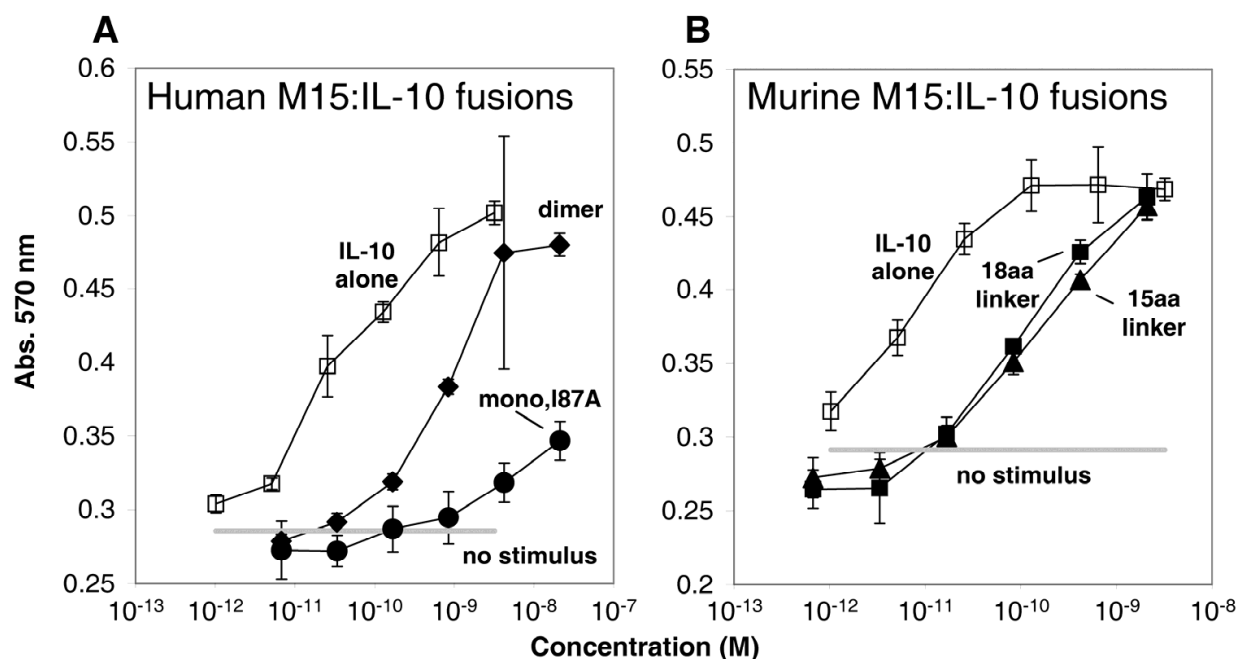 A
Human M15:IL-10 fusions
0.6
0.55
0.5
0.45
0.4
0.35
0.3
0.25
Abs. 570 nm
IL-10
alone
dimer
mono,I87A
no stimulus
10-13
10-12
10-11
10-10
10-9
10-8
10-7
B
Murine M15:IL-10 fusions
0.55
0.5
0.45
0.4
0.35
0.3
0.25
0.2
IL-10
alone
18aa
linker
15aa
linker
no stimulus
10-13
10-12
10-11
10-10
10-9
10-8
Concentration (M)